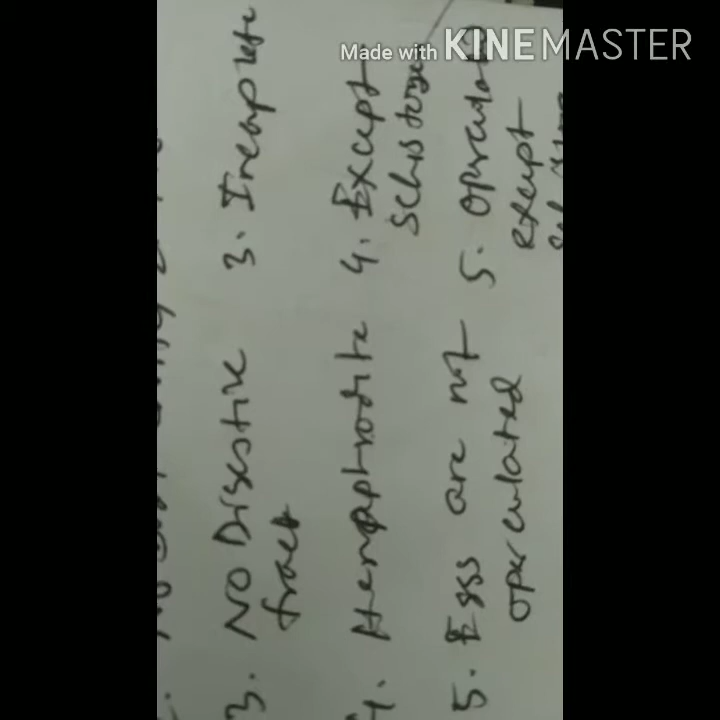 Made with KINEMASTER
3. NO Digestive 3. Incomplete
tract
4. Hermaphrodite 4. Except
Schistosoma
5. Eggs are not 5. Operculated
operculated except